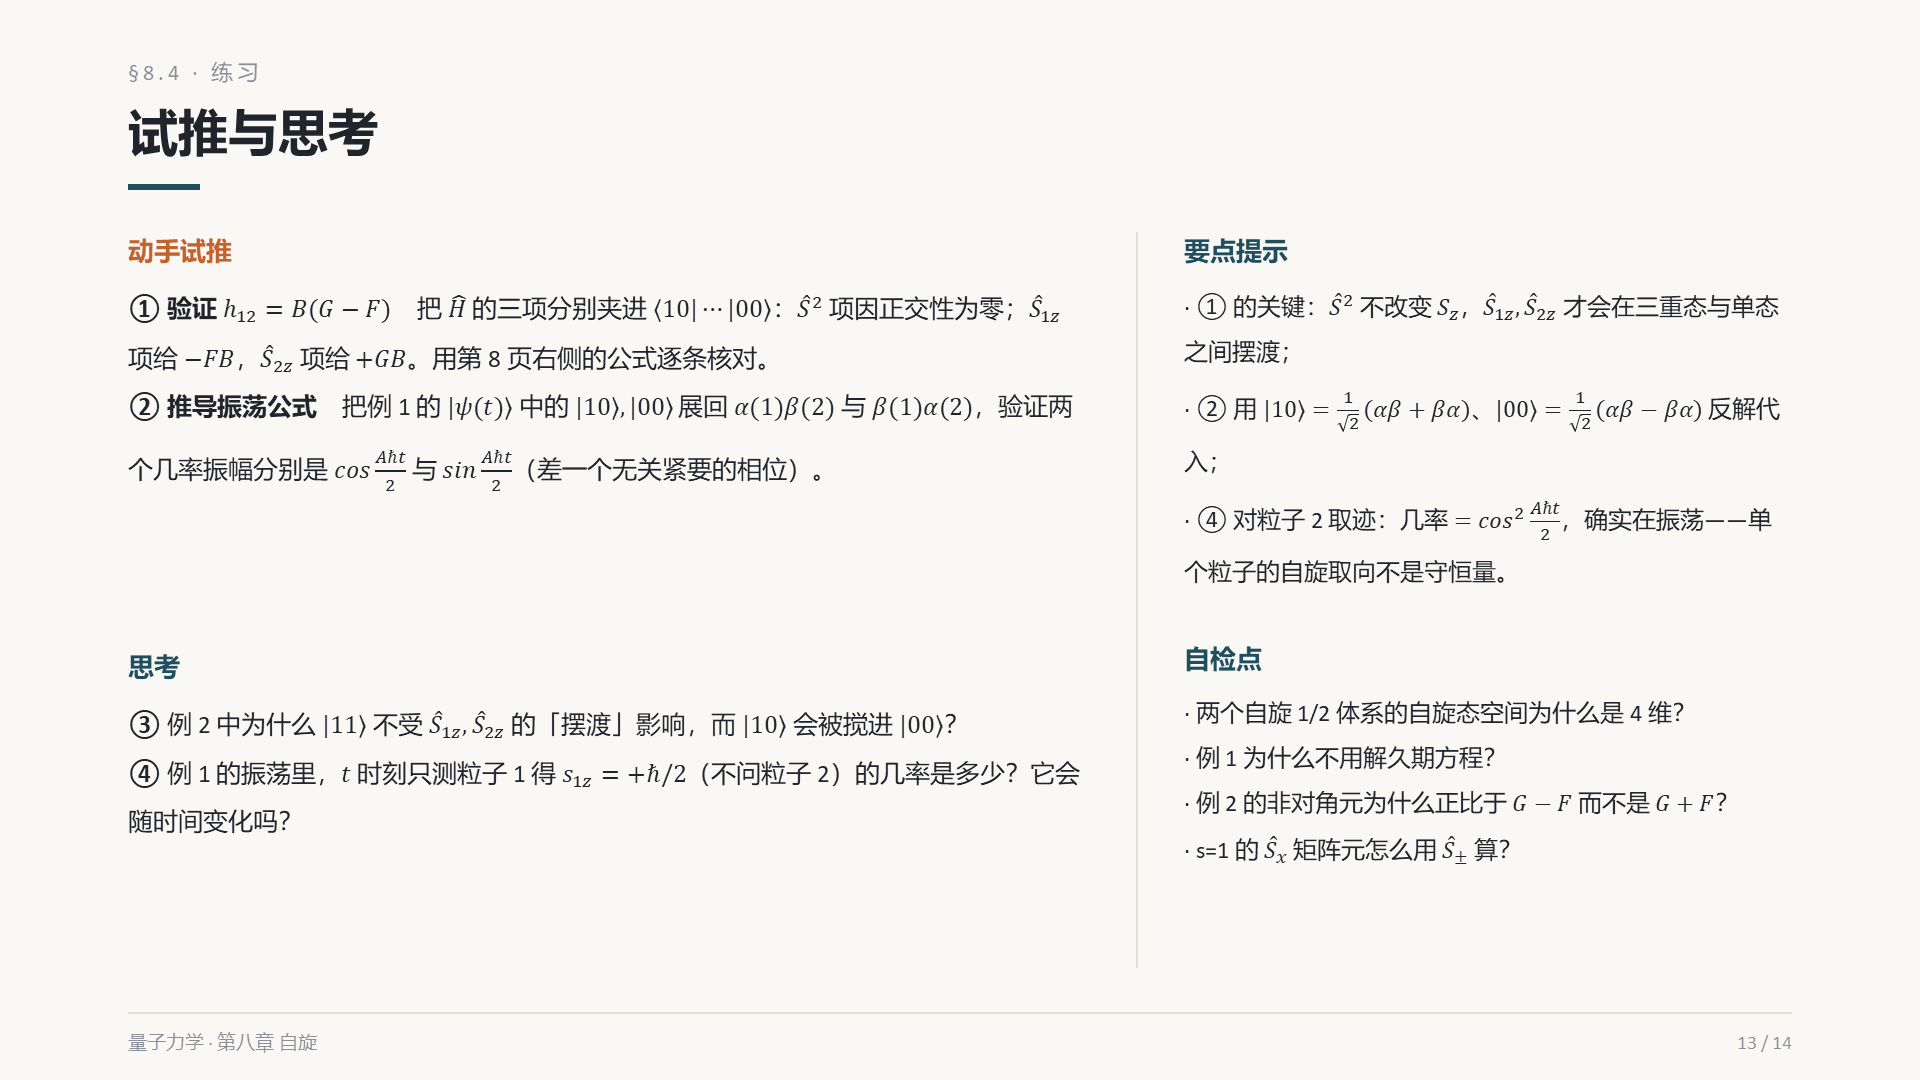 §8.4 · 练习
试推与思考
动手试推
① 验证 h₁₂ = B(G − F) 把 Ĥ 的三项分别夹进 ⟨10| ⋯ |00⟩：Ŝ² 项因正交性为零；Ŝ₁z
项给 −FB，Ŝ₂z 项给 +GB。用第 8 页右侧的公式逐条核对。
② 推导振荡公式 把例 1 的 |ψ(t)⟩ 中的 |10⟩, |00⟩ 展回 α(1)β(2) 与 β(1)α(2)，验证两
个几率振幅分别是 cos Aħt/2 与 sin Aħt/2（差一个无关紧要的相位）。
思考
③ 例 2 中为什么 |11⟩ 不受 Ŝ₁z, Ŝ₂z 的「摆渡」影响，而 |10⟩ 会被搅进 |00⟩？
④ 例 1 的振荡里，t 时刻只测粒子 1 得 s₁z = +ħ/2（不问粒子 2）的几率是多少？它会
随时间变化吗？
要点提示
· ① 的关键：Ŝ² 不改变 Sz，Ŝ₁z, Ŝ₂z 才会在三重态与单态
之间摆渡；
· ② 用 |10⟩ = 1/√2 (αβ + βα)、|00⟩ = 1/√2 (αβ − βα) 反解代
入；
· ④ 对粒子 2 取迹：几率 = cos² Aħt/2，确实在振荡——单
个粒子的自旋取向不是守恒量。
自检点
· 两个自旋 1/2 体系的自旋态空间为什么是 4 维？
· 例 1 为什么不用解久期方程？
· 例 2 的非对角元为什么正比于 G − F 而不是 G + F？
· s=1 的 Ŝₓ 矩阵元怎么用 Ŝ± 算？
量子力学 · 第八章 自旋
13 / 14